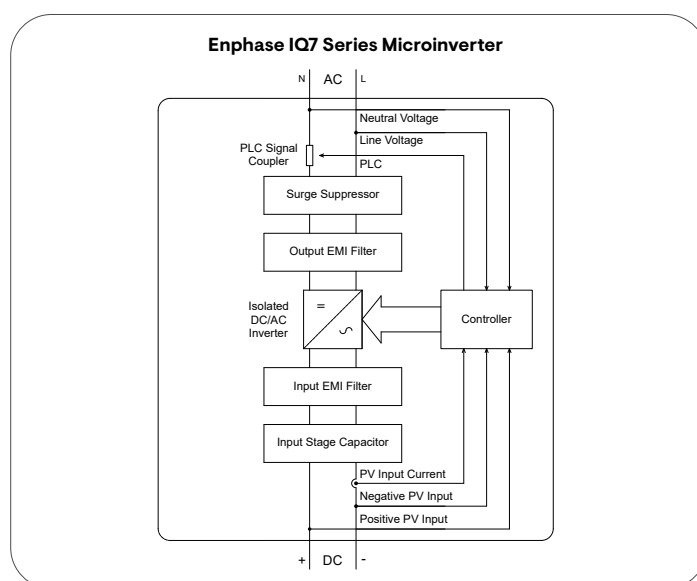 Enphase IQ7 Series Microinverter
N AC L
Neutral Voltage
Line Voltage
PLC Signal
Coupler
PLC
Surge Suppressor
Output EMI Filter
Isolated
DC/AC
Inverter
=
Controller
Input EMI Filter
Input Stage Capacitor
PV Input Current
Negative PV Input
Positive PV Input
+ DC -